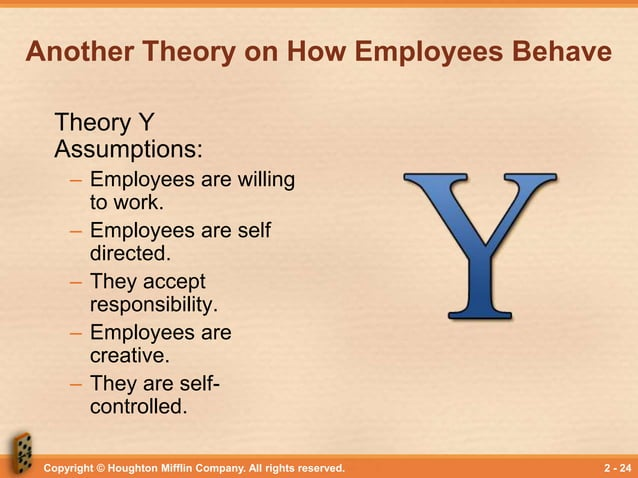 Another Theory on How Employees Behave
Theory Y
Assumptions:
– Employees are willing
to work.
– Employees are self
directed.
– They accept
responsibility.
– Employees are
creative.
– They are self-
controlled.
Y
Copyright © Houghton Mifflin Company. All rights reserved.
2 - 24